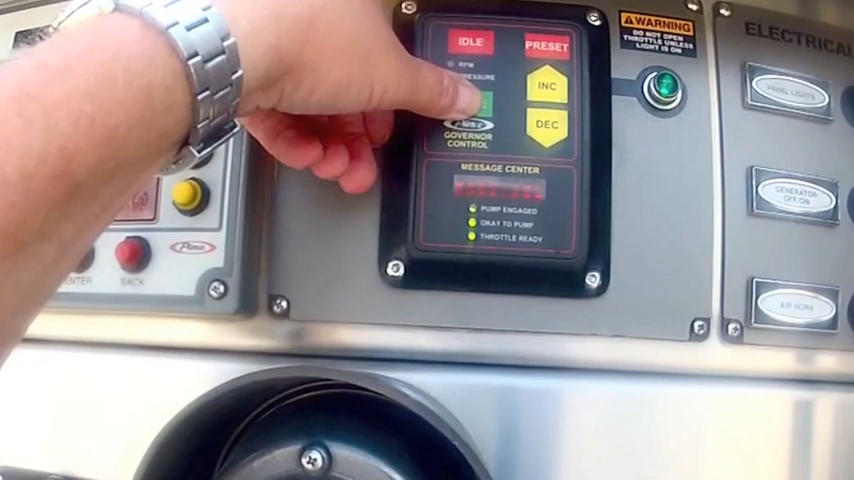 IDLE
PRESET
RPM
INC
DEC
GOVERNOR
CONTROL
MESSAGE CENTER
PUMP ENGAGED
OKAY TO PUMP
THROTTLE READY
WARNING
DO NOT OPEN
THROTTLE UNLESS
LIGHT IS ON
ELECTRICAL
PANEL LIGHTS
GENERATOR
OFF/ON
AIR HORN
Pierce
BACK